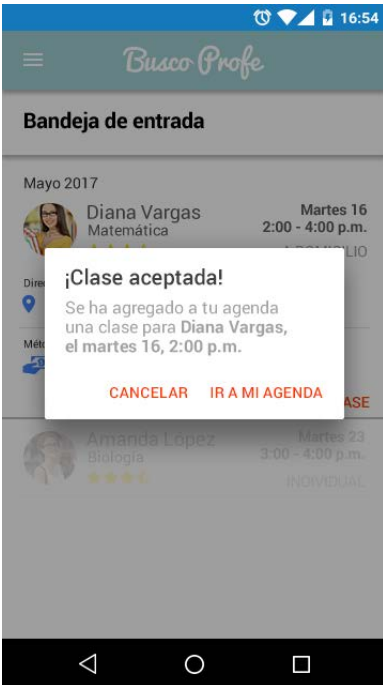 16:54
Busco Profe
Bandeja de entrada
Mayo 2017
Diana Vargas
Martes 16
Matemática
2:00 - 4:00 p.m.
¡Clase aceptada!
Se ha agregado a tu agenda
una clase para Diana Vargas,
el martes 16, 2:00 p.m.
CANCELAR IR A MI AGENDA
Amanda López
Martes 23
Biología
3:00 - 4:00 p.m.
INDIVIDUAL